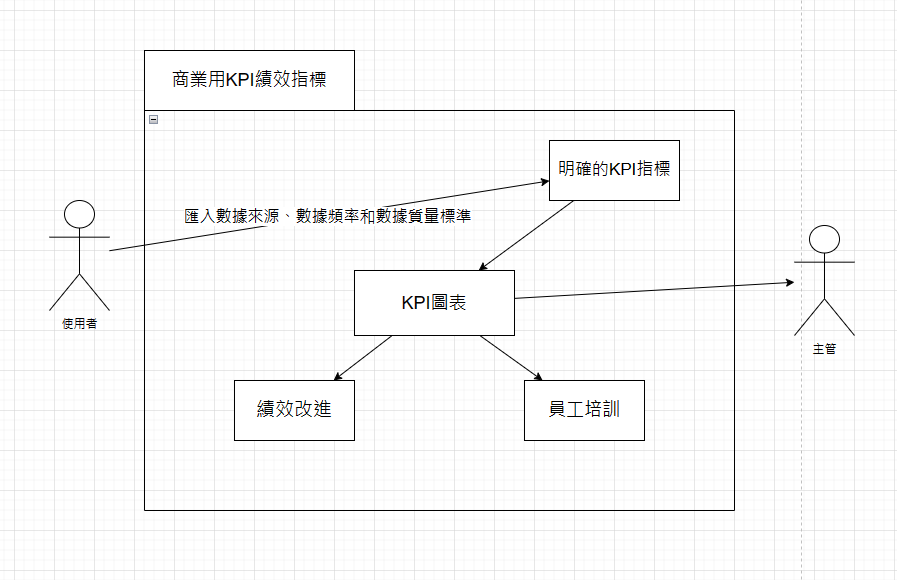 商業用KPI績效指標
明確的KPI指標
匯入數據來源、數據頻率和數據質量標準
KPI圖表
使用者
主管
績效改進
員工培訓